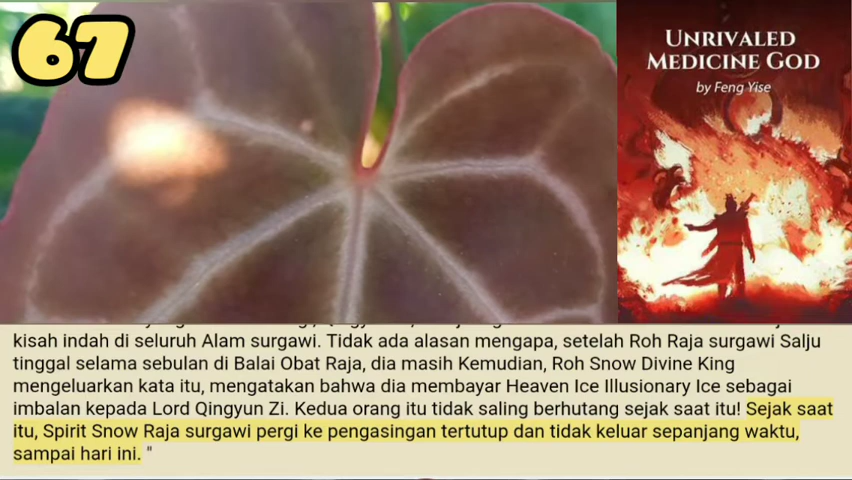 67
UNRIVALED
MEDICINE GOD
by Feng Yise
kisah indah di seluruh Alam surgawi. Tidak ada alasan mengapa, setelah Roh Raja surgawi Salju
tinggal selama sebulan di Balai Obat Raja, dia masih Kemudian, Roh Snow Divine King
mengeluarkan kata itu, mengatakan bahwa dia membayar Heaven Ice Illusionary Ice sebagai
imbalan kepada Lord Qingyun Zi. Kedua orang itu tidak saling berhutang sejak saat itu! Sejak saat
itu, Spirit Snow Raja surgawi pergi ke pengasingan tertutup dan tidak keluar sepanjang waktu,
sampai hari ini. "